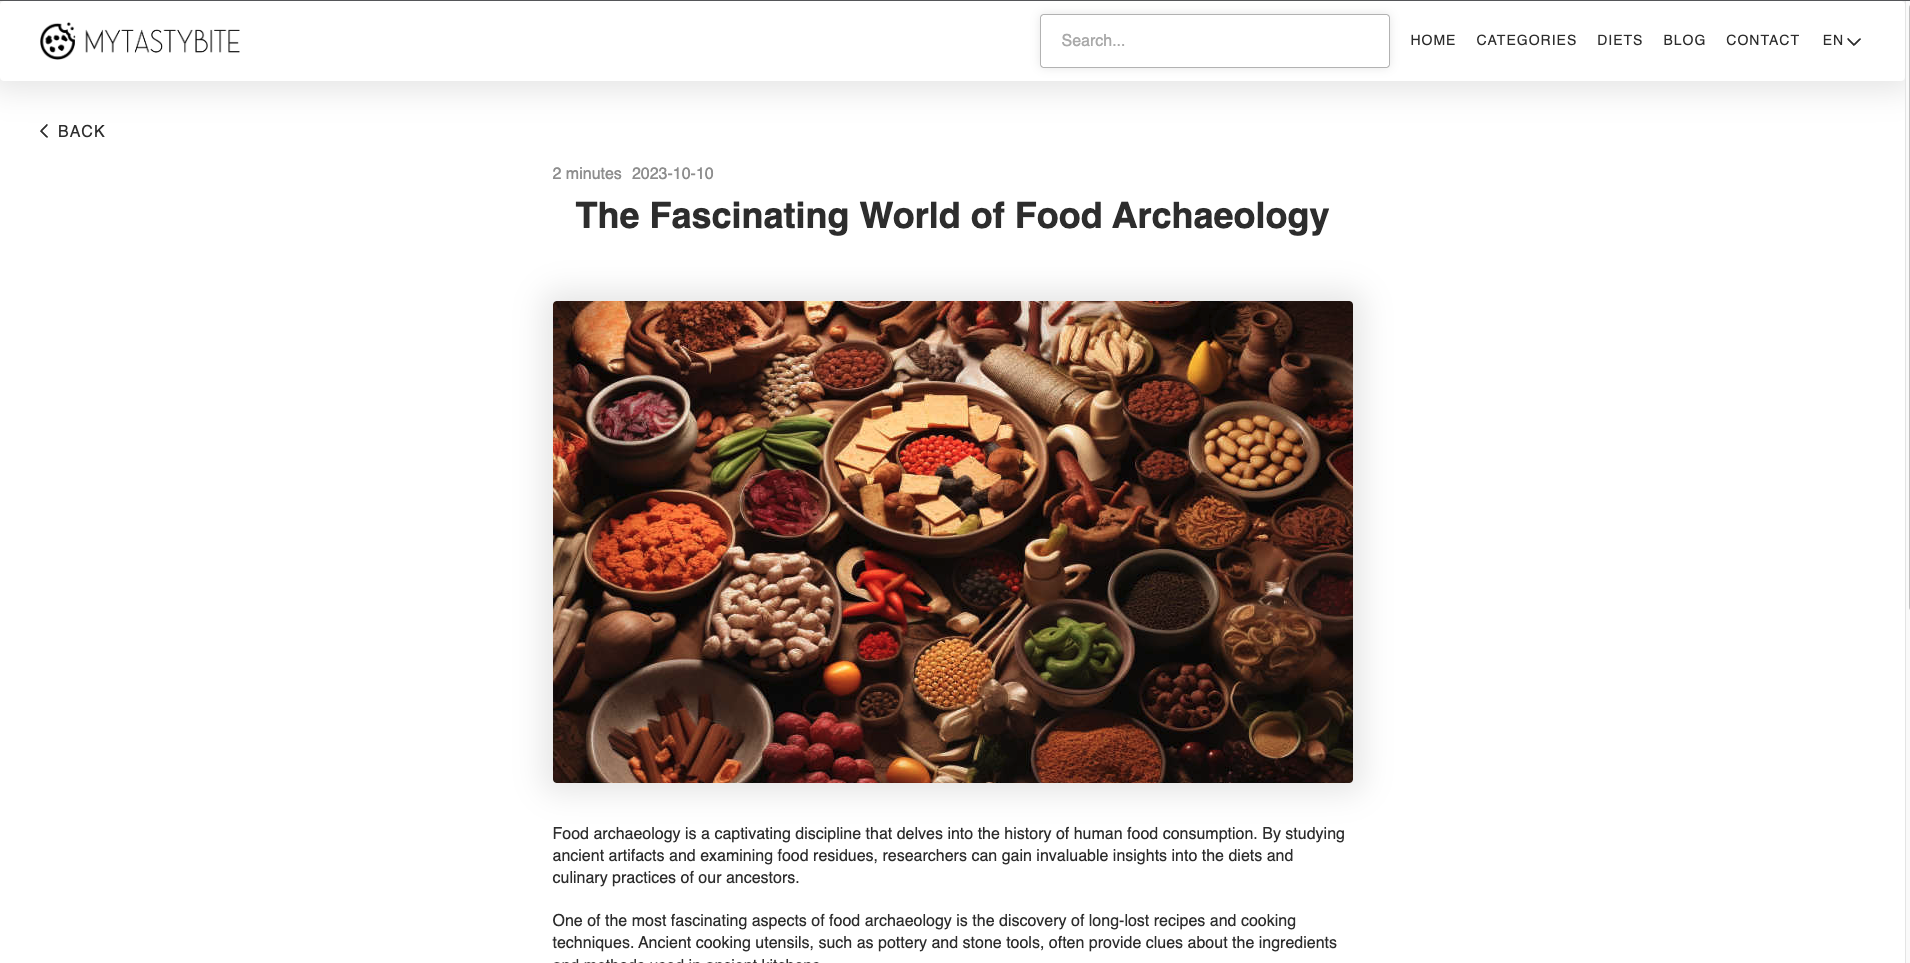 MYTASTYBITE
Search...
HOME
CATEGORIES
DIETS
BLOG
CONTACT
EN
BACK
2 minutes 2023-10-10
The Fascinating World of Food Archaeology
Food archaeology is a captivating discipline that delves into the history of human food consumption. By studying
ancient artifacts and examining food residues, researchers can gain invaluable insights into the diets and
culinary practices of our ancestors.
One of the most fascinating aspects of food archaeology is the discovery of long-lost recipes and cooking
techniques. Ancient cooking utensils, such as pottery and stone tools, often provide clues about the ingredients